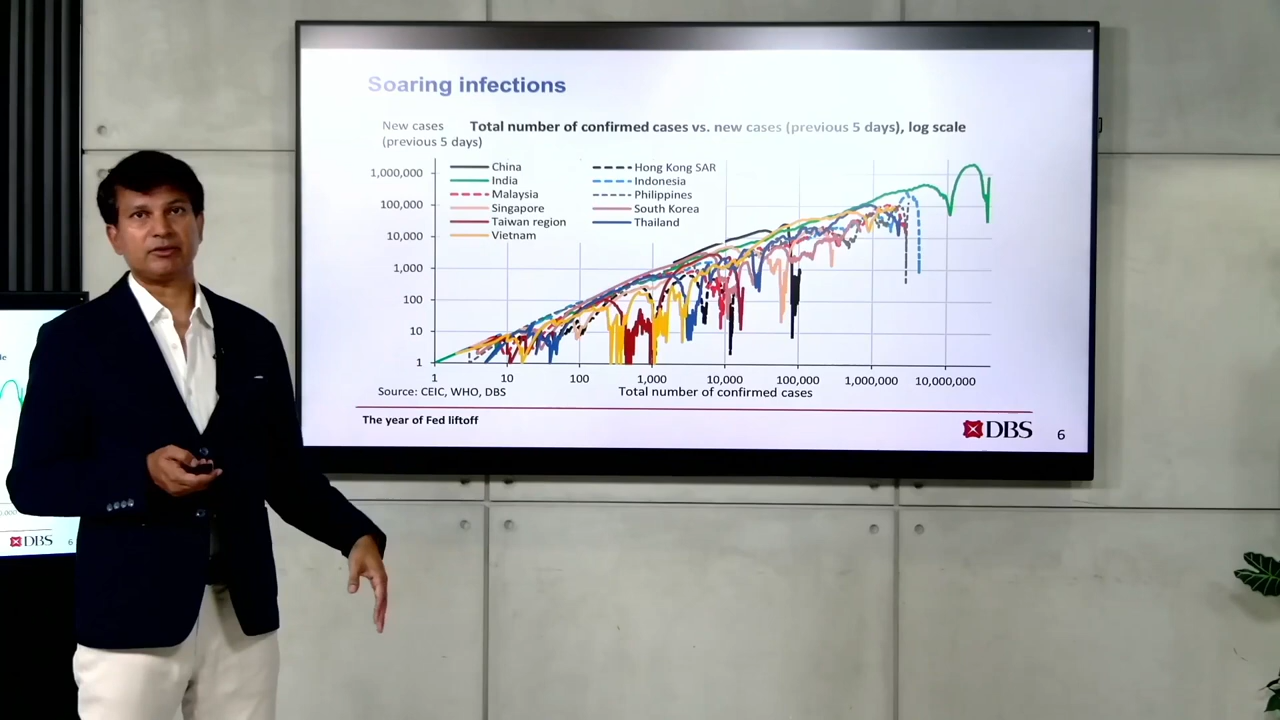 Soaring infections
New cases
(previous 5 days)
Total number of confirmed cases vs. new cases (previous 5 days), log scale
China
India
Malaysia
Singapore
Taiwan region
Vietnam
Hong Kong SAR
Indonesia
Philippines
South Korea
Thailand
1,000,000
100,000
10,000
1,000
100
10
1
1 10 100 1,000 10,000 100,000 1,000,000 10,000,000
Source: CEIC, WHO, DBS
Total number of confirmed cases
The year of Fed liftoff
DBS
6
DBS
6